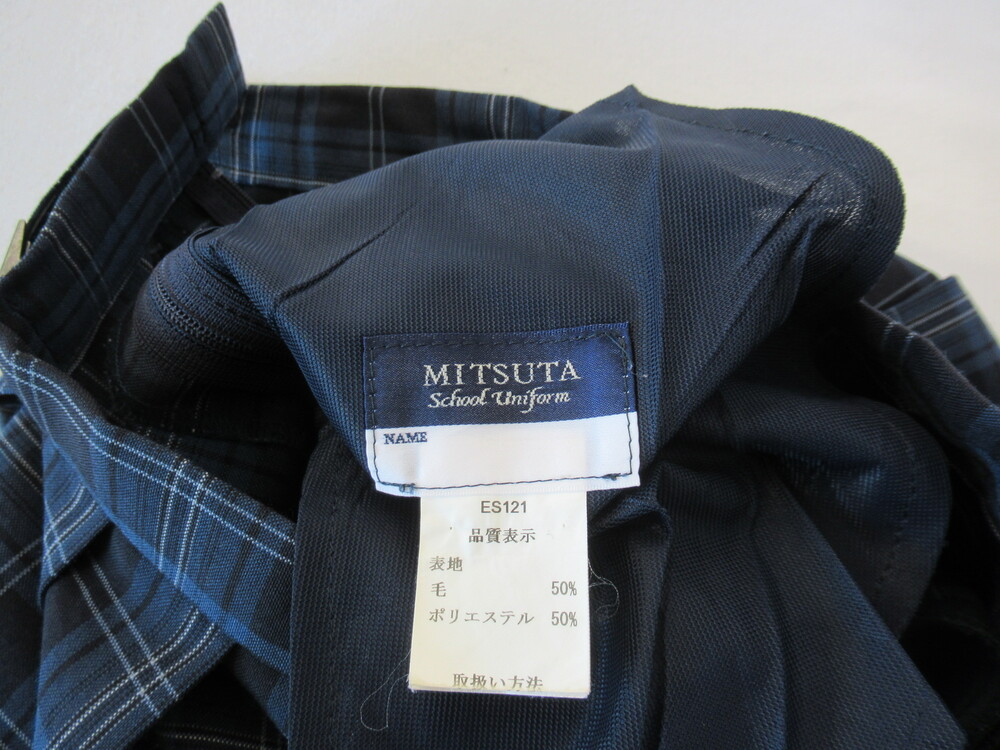 MITSUTA
School Uniform
NAME
ES121
品質表示
表地
毛 50%
ポリエステル 50%
取扱い方法